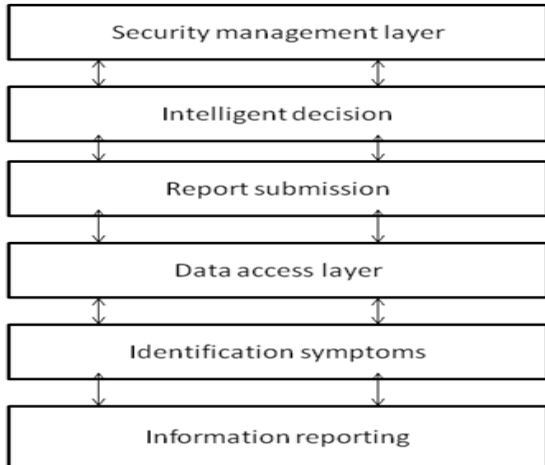 Security management layer
Intelligent decision
Report submission
Data access layer
Identification symptoms
Information reporting